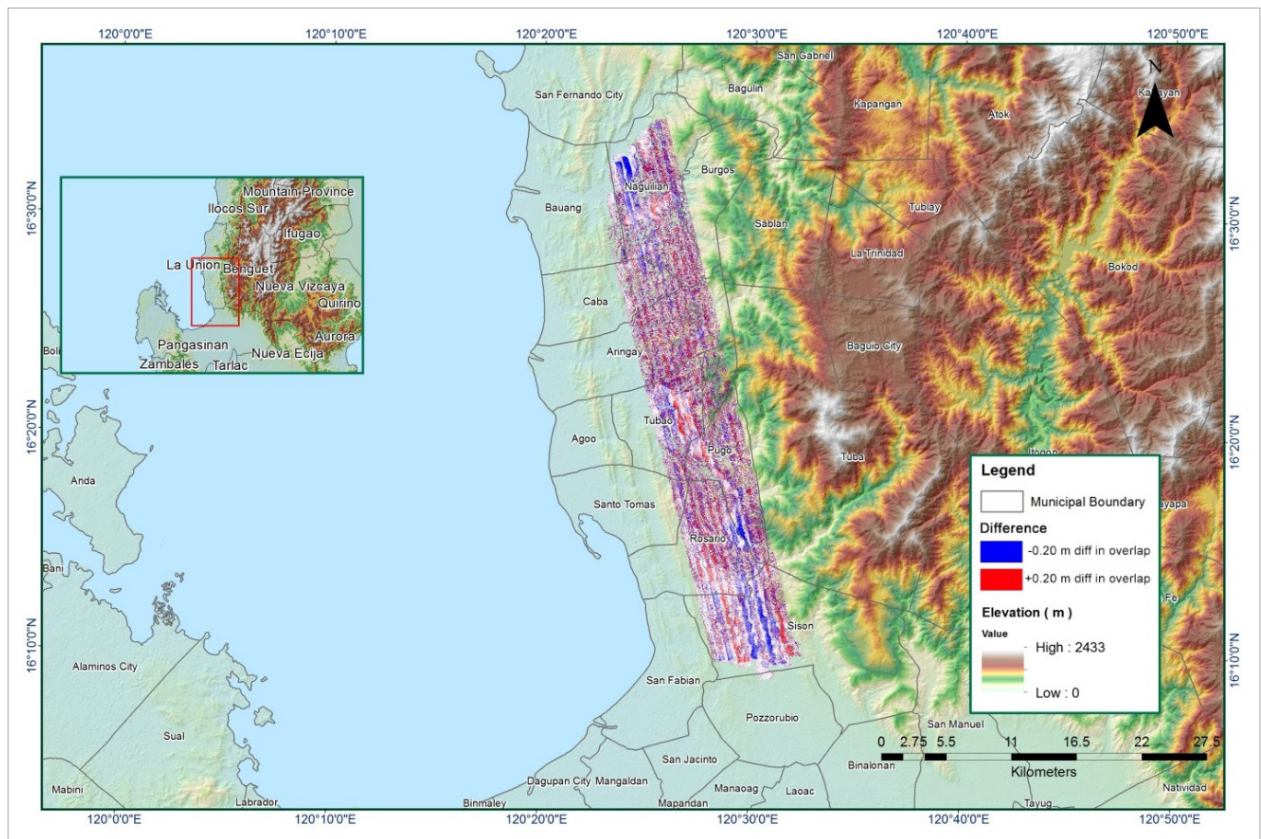 120°0'0"E
120°10'0"E
120°20'0"E
120°30'0"E
120°40'0"E
120°50'0"E
San Gabriel
N
Bagulin
San Fernando City
Kapangan
Atok
Burgos
Naguilian
Mountain Province
Ilocos Sur
Ifugao
La Union
Benguet
Nueva Vizcaya
Quirino
Aurora
Pangasinan
Nueva Ecija
Zambales
Tarlac
16°30'0"N
16°30'0"N
Bauang
Sablan
Tublay
La Trinidad
Bokod
Caba
Aringay
Baguio City
16°20'0"N
16°20'0"N
Tubao
Agoo
Pugo
Tuba
Itogon
Anda
Santo Tomas
Rosario
Legend
Municipal Boundary
Difference
-0.20 m diff in overlap
+0.20 m diff in overlap
Elevation ( m )
Value
High : 2433
Low : 0
ayapa
Fe
Bani
Sison
16°10'0"N
16°10'0"N
Alaminos City
San Fabian
Pozzorubio
San Manuel
Sual
0 2.75 5.5 11 16.5 22 27.5
Kilometers
San Jacinto
Binalonan
Dagupan City
Mangaldan
Manaoag
Laoac
Natividad
Mabini
Labrador
Binmaley
Mapandan
Tayug
120°0'0"E
120°10'0"E
120°20'0"E
120°30'0"E
120°40'0"E
120°50'0"E